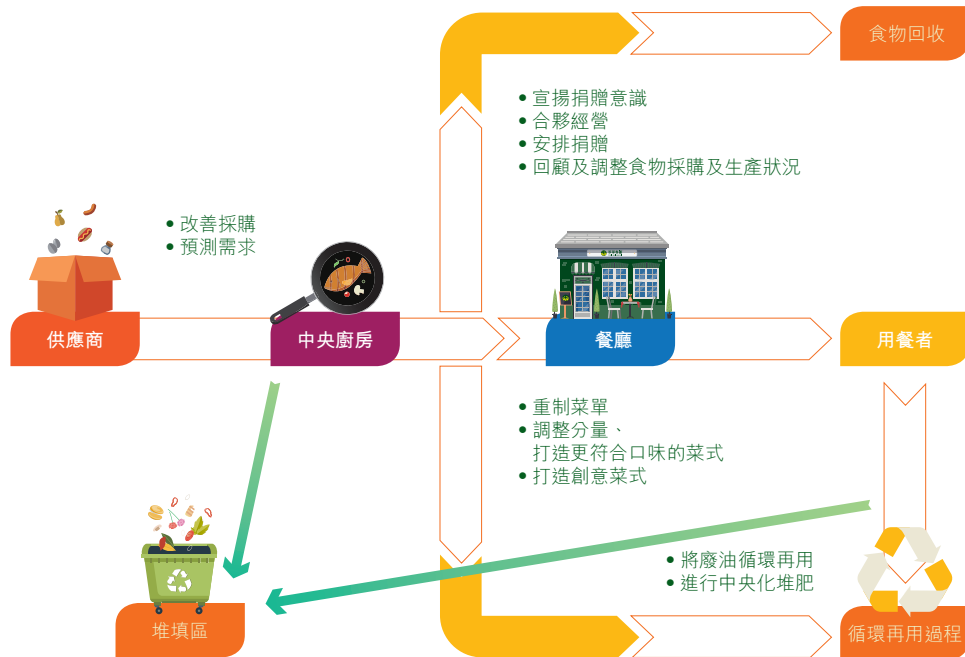 食物回收
• 宣揚捐贈意識
• 合夥經營
• 安排捐贈
• 回顧及調整食物採購及生產狀況
• 改善採購
• 預測需求
供應商
中央廚房
餐廳
用餐者
• 重制菜單
• 調整分量、
打造更符合口味的菜式
• 打造創意菜式
• 將廢油循環再用
• 進行中央化堆肥
堆填區
循環再用過程